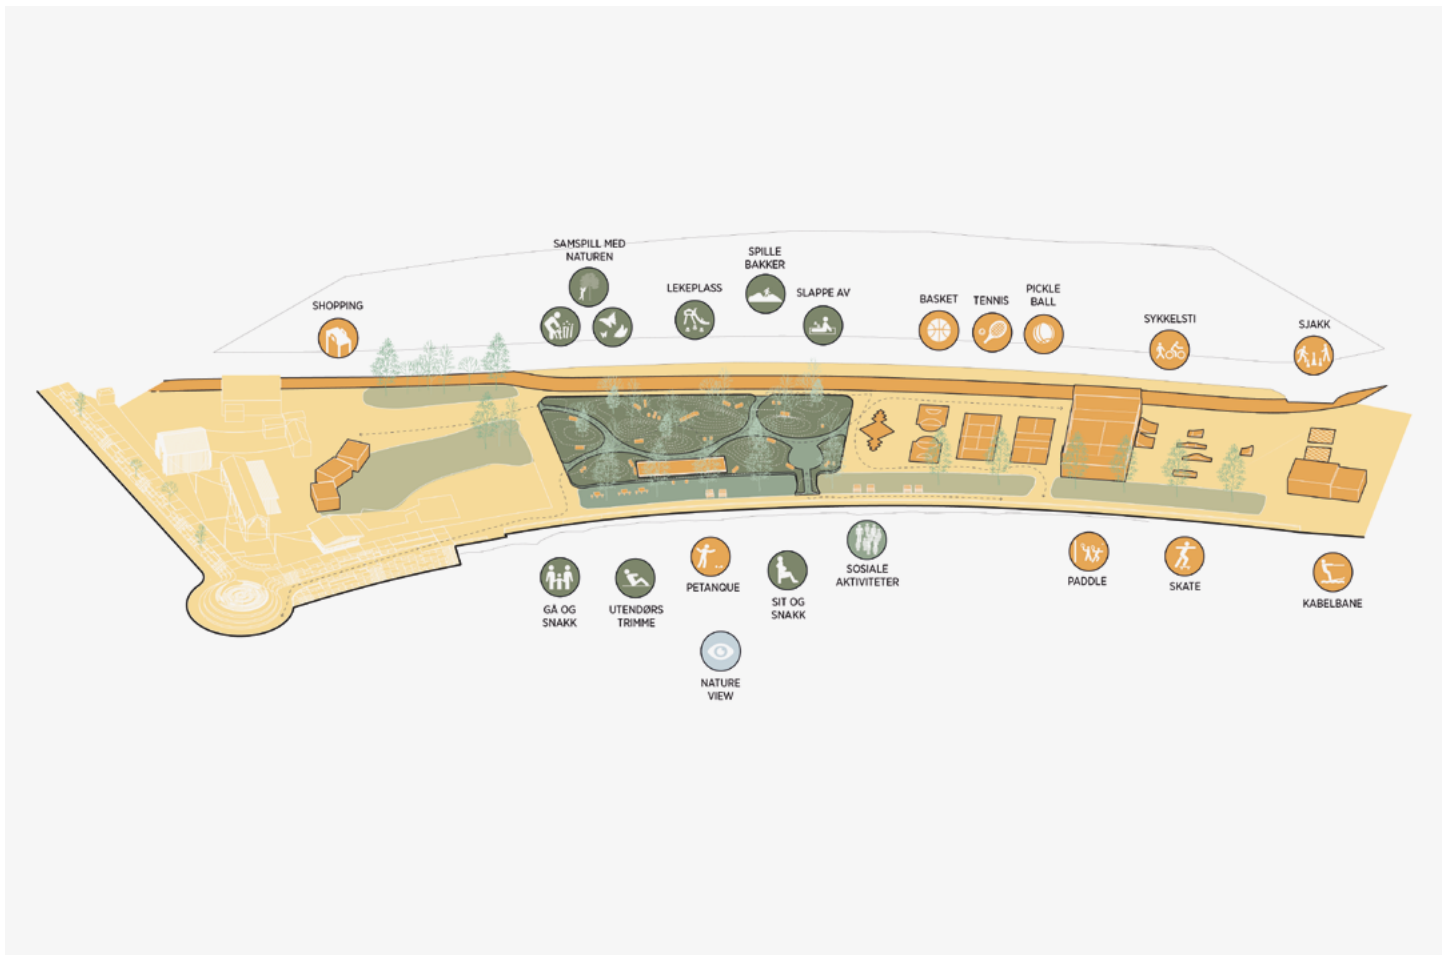 SAMSPILL MED
NATUREN
SPILLE
BAKKER
SHOPPING
LEKEPLASS
SLAPPE AV
BASKET
TENNIS
PICKLE
BALL
SYKKELSTI
SJAKK
GÅ OG
SNAKK
UTENDØRS
TRIMME
PETANQUE
SIT OG
SNAKK
SOSIALE
AKTIVITETER
PADDLE
SKATE
KABELBANE
NATURE
VIEW